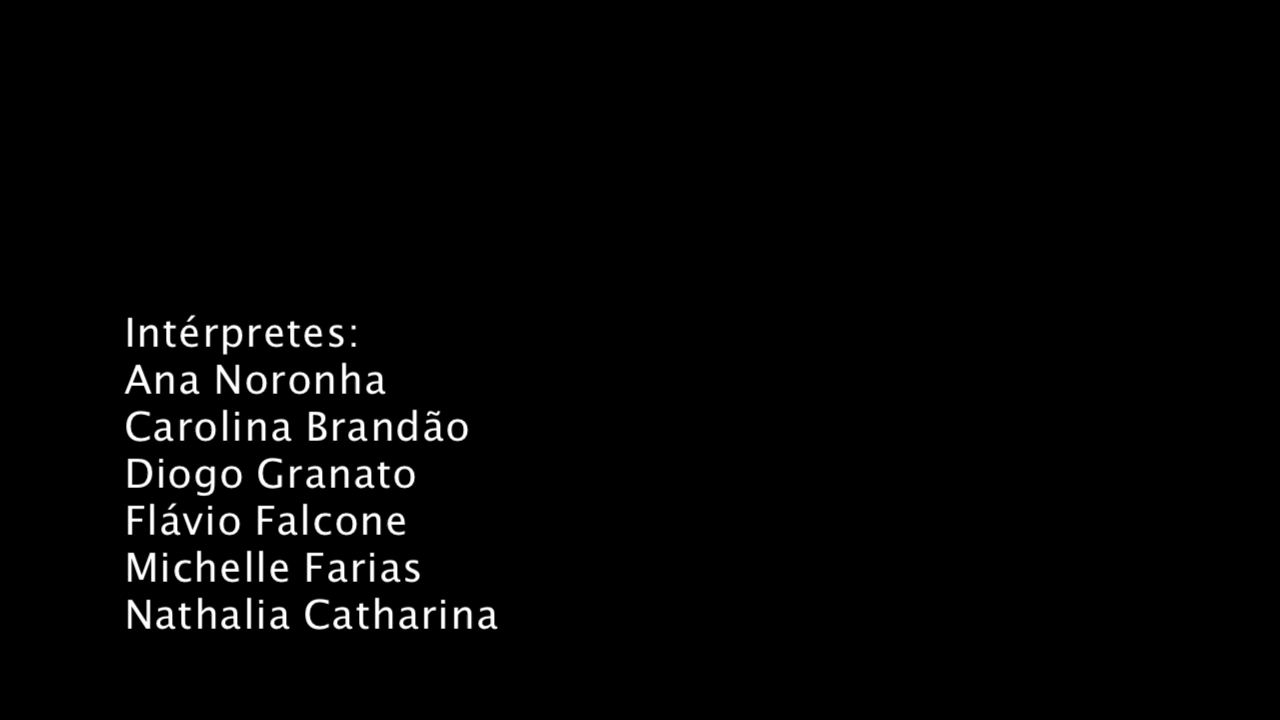 Intérpretes:
Ana Noronha
Carolina Brandão
Diogo Granato
Flávio Falcone
Michelle Farias
Nathalia Catharina